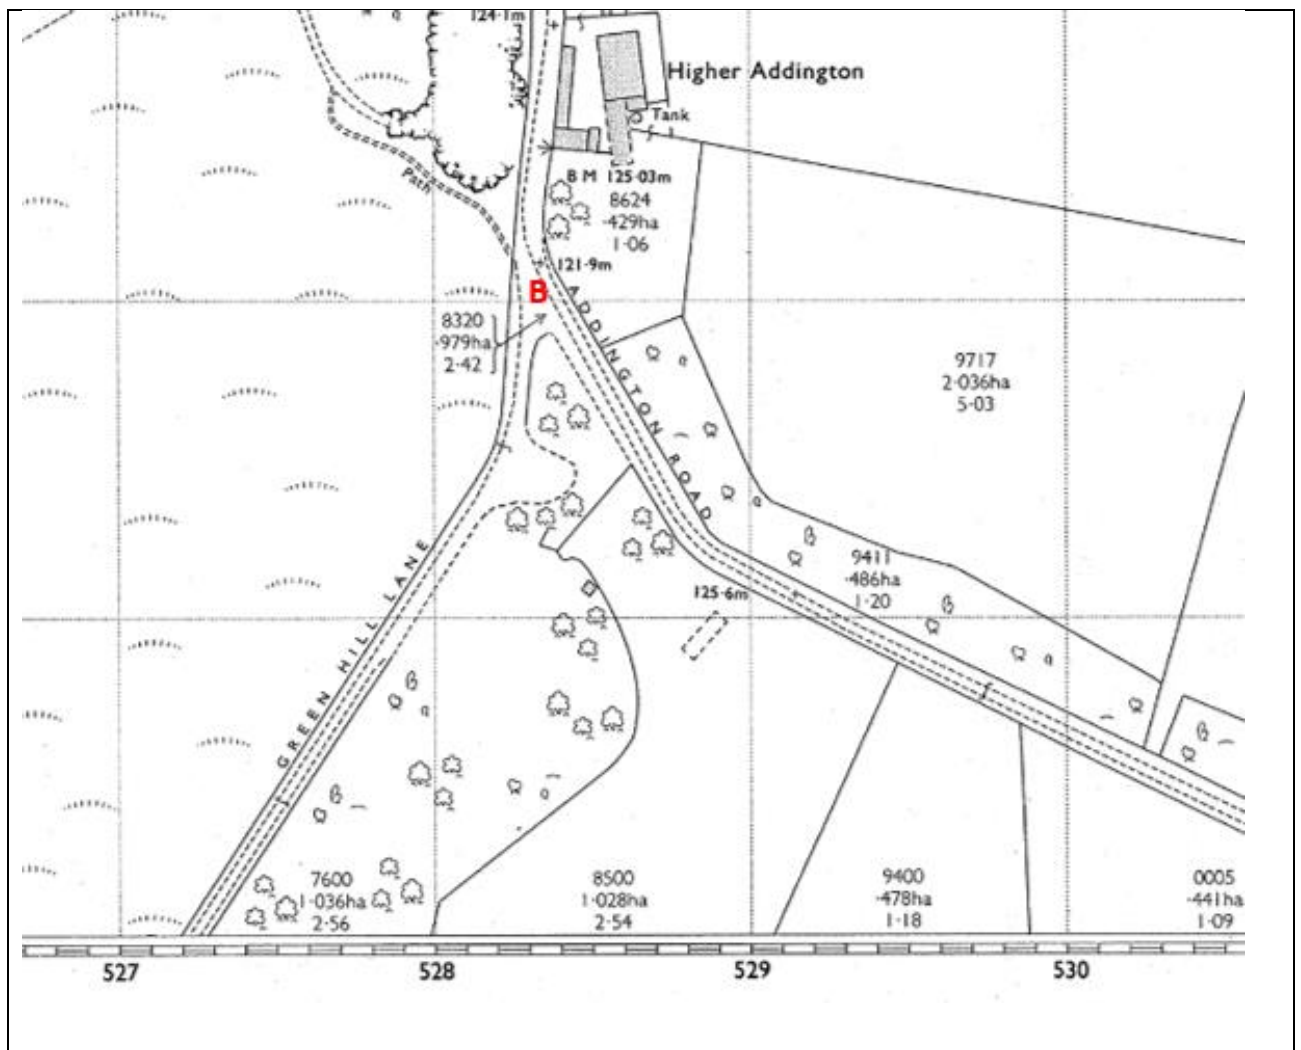 124·1m
Higher Addington
Tank
Path
B M 125·03m
8624
·429ha
1·06
121·9m
B
8320
·979ha
2·42
ADDINGTON ROAD
9717
2·036ha
5·03
GREEN HILL LANE
9411
·486ha
1·20
125·6m
7600
1·036ha
2·56
8500
1·028ha
2·54
9400
·478ha
1·18
0005
·441ha
1·09
527 528 529 530